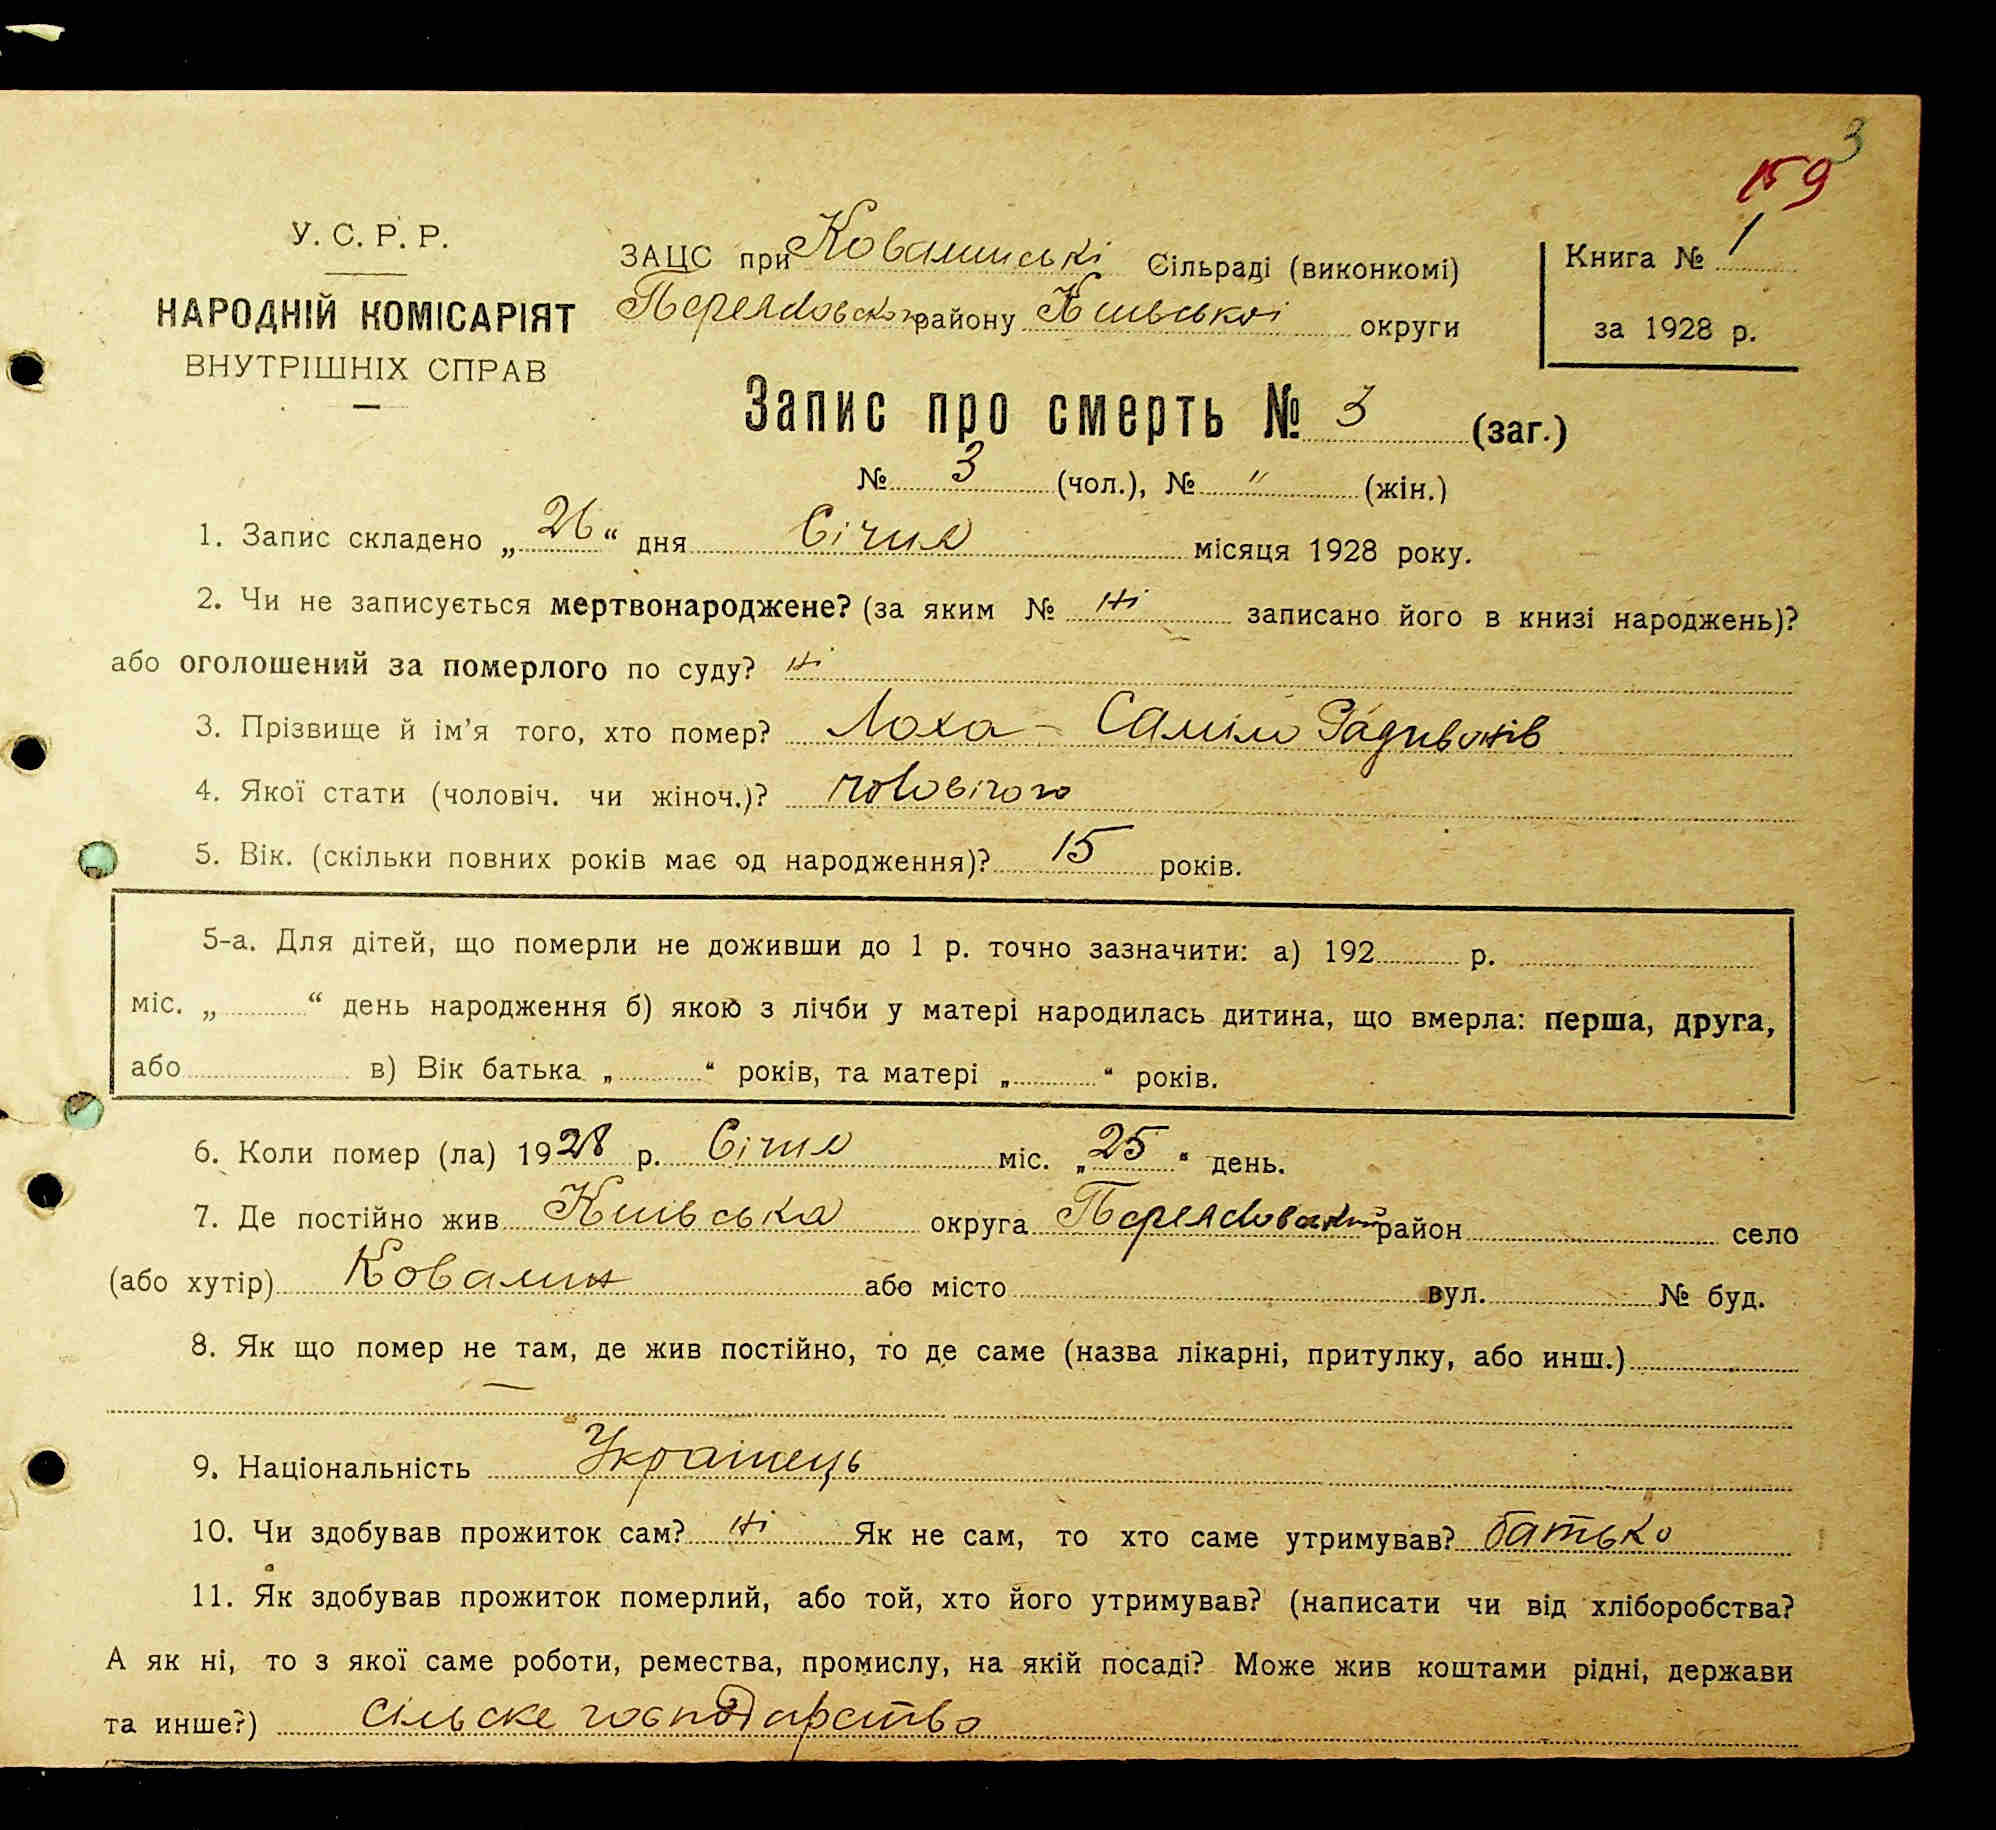 3
159
У. С. Р. Р.
НАРОДНІЙ КОМІСАРІЯТ
ВНУТРІШНІХ СПРАВ
ЗАЦС при Ковалинські Сільраді (виконкомі)
Переясловского району Київської округи
Книга № 1
за 1928 р.
Запис про смерть № 3 (заг.)
№ 3 (чол.), № " (жін.)
1. Запис складено „ 26 “ дня Січня місяця 1928 року.
2. Чи не записується мертвонароджене? (за яким № ні записано його в книзі народжень)?
або оголошений за померлого по суду? ні
3. Прізвище й ім’я того, хто помер? Лоха - Саміло Радивонів
4. Якої стати (чоловіч. чи жіноч.)? чоловічого
5. Вік. (скільки повних років має од народження)? 15 років.
5-а. Для дітей, що померли не доживши до 1 р. точно зазначити: а) 192 р.
міс. „ “ день народження б) якою з лічби у матері народилась дитина, що вмерла: перша, друга,
або в) Вік батька „ “ років, та матері „ “ років.
6. Коли помер (ла) 1928 р. Січня міс. „ 25 “ день.
7. Де постійно жив Київська округа Переясловский район село
(або хутір) Ковалин або місто вул. № буд.
8. Як що помер не там, де жив постійно, то де саме (назва лікарні, притулку, або инш.)
9. Національність Українець
10. Чи здобував прожиток сам? ні Як не сам, то хто саме утримував? батько
11. Як здобував прожиток померлий, або той, хто його утримував? (написати чи від хліборобства?
А як ні, то з якої саме роботи, ремества, промислу, на якій посаді? Може жив коштами рідні, держави
та инше?) сільське господарство